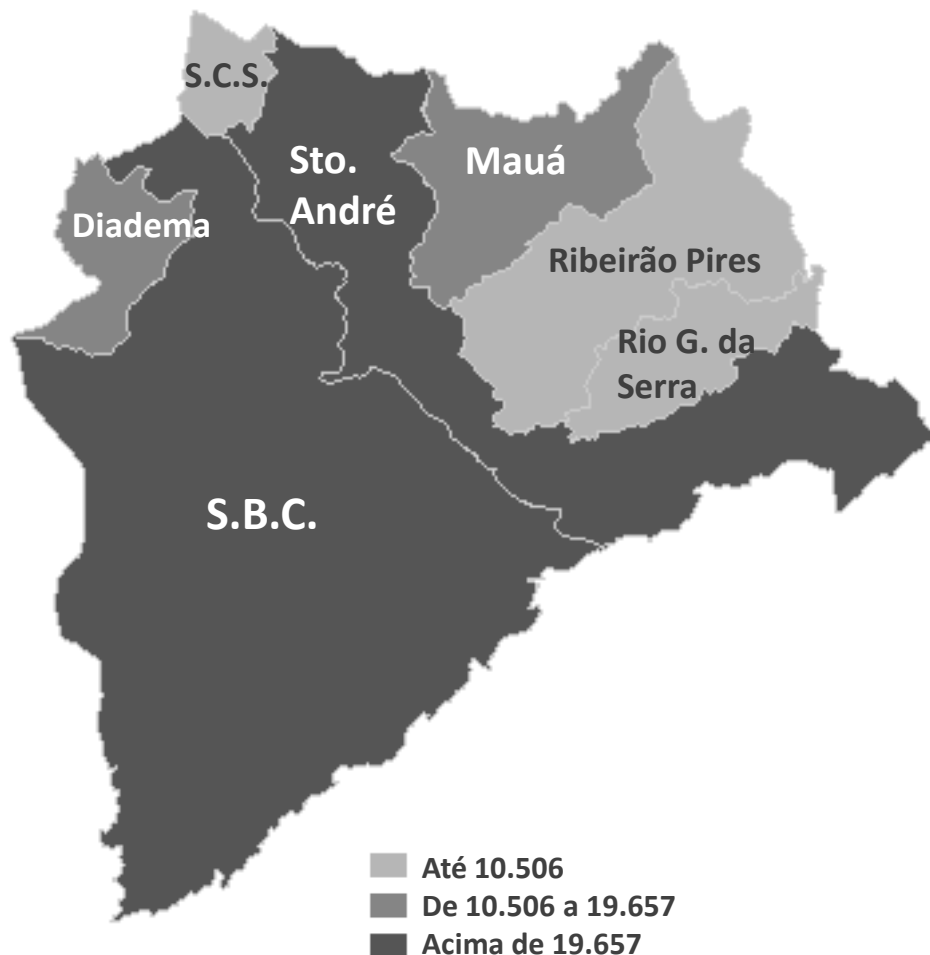 S.C.S.
Sto.
André
Mauá
Diadema
Ribeirão Pires
Rio G. da
Serra
S.B.C.
Até 10.506
De 10.506 a 19.657
Acima de 19.657